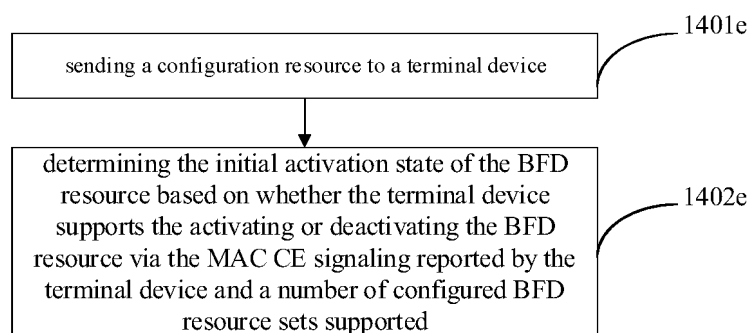 1401e
sending a configuration resource to a terminal device
determining the initial activation state of the BFD
resource based on whether the terminal device
supports the activating or deactivating the BFD
resource via the MAC CE signaling reported by the
terminal device and a number of configured BFD
resource sets supported
1402e